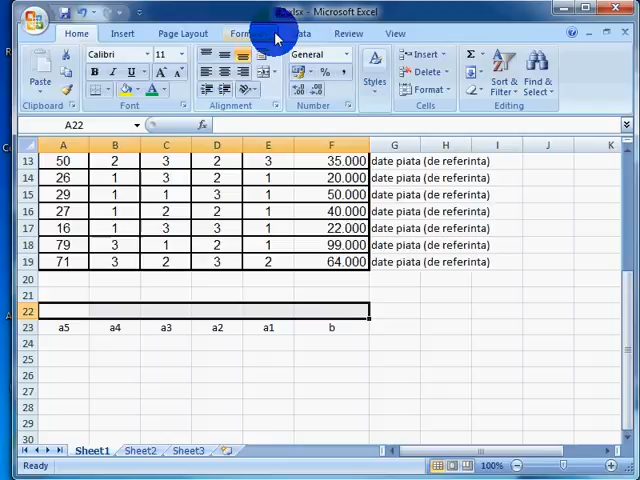 .xlsx - Microsoft Excel
Home Insert Page Layout Review View
Paste
Clipboard
Calibri 11
B I U
Font
Alignment
General
Number
Styles
Insert
Delete
Format
Cells
Editing
A22
fx
A B C D E F G H I J K
13 50 2 3 2 3 35.000 date piata (de referinta)
14 26 1 3 2 1 20.000 date piata (de referinta)
15 29 1 1 3 1 50.000 date piata (de referinta)
16 27 1 2 2 1 40.000 date piata (de referinta)
17 16 1 3 3 1 22.000 date piata (de referinta)
18 79 3 1 2 1 99.000 date piata (de referinta)
19 71 3 2 3 2 64.000 date piata (de referinta)
20
21
22
23 a5 a4 a3 a2 a1 b
24
25
26
27
28
29
30
Sheet1 Sheet2 Sheet3
Ready 100%